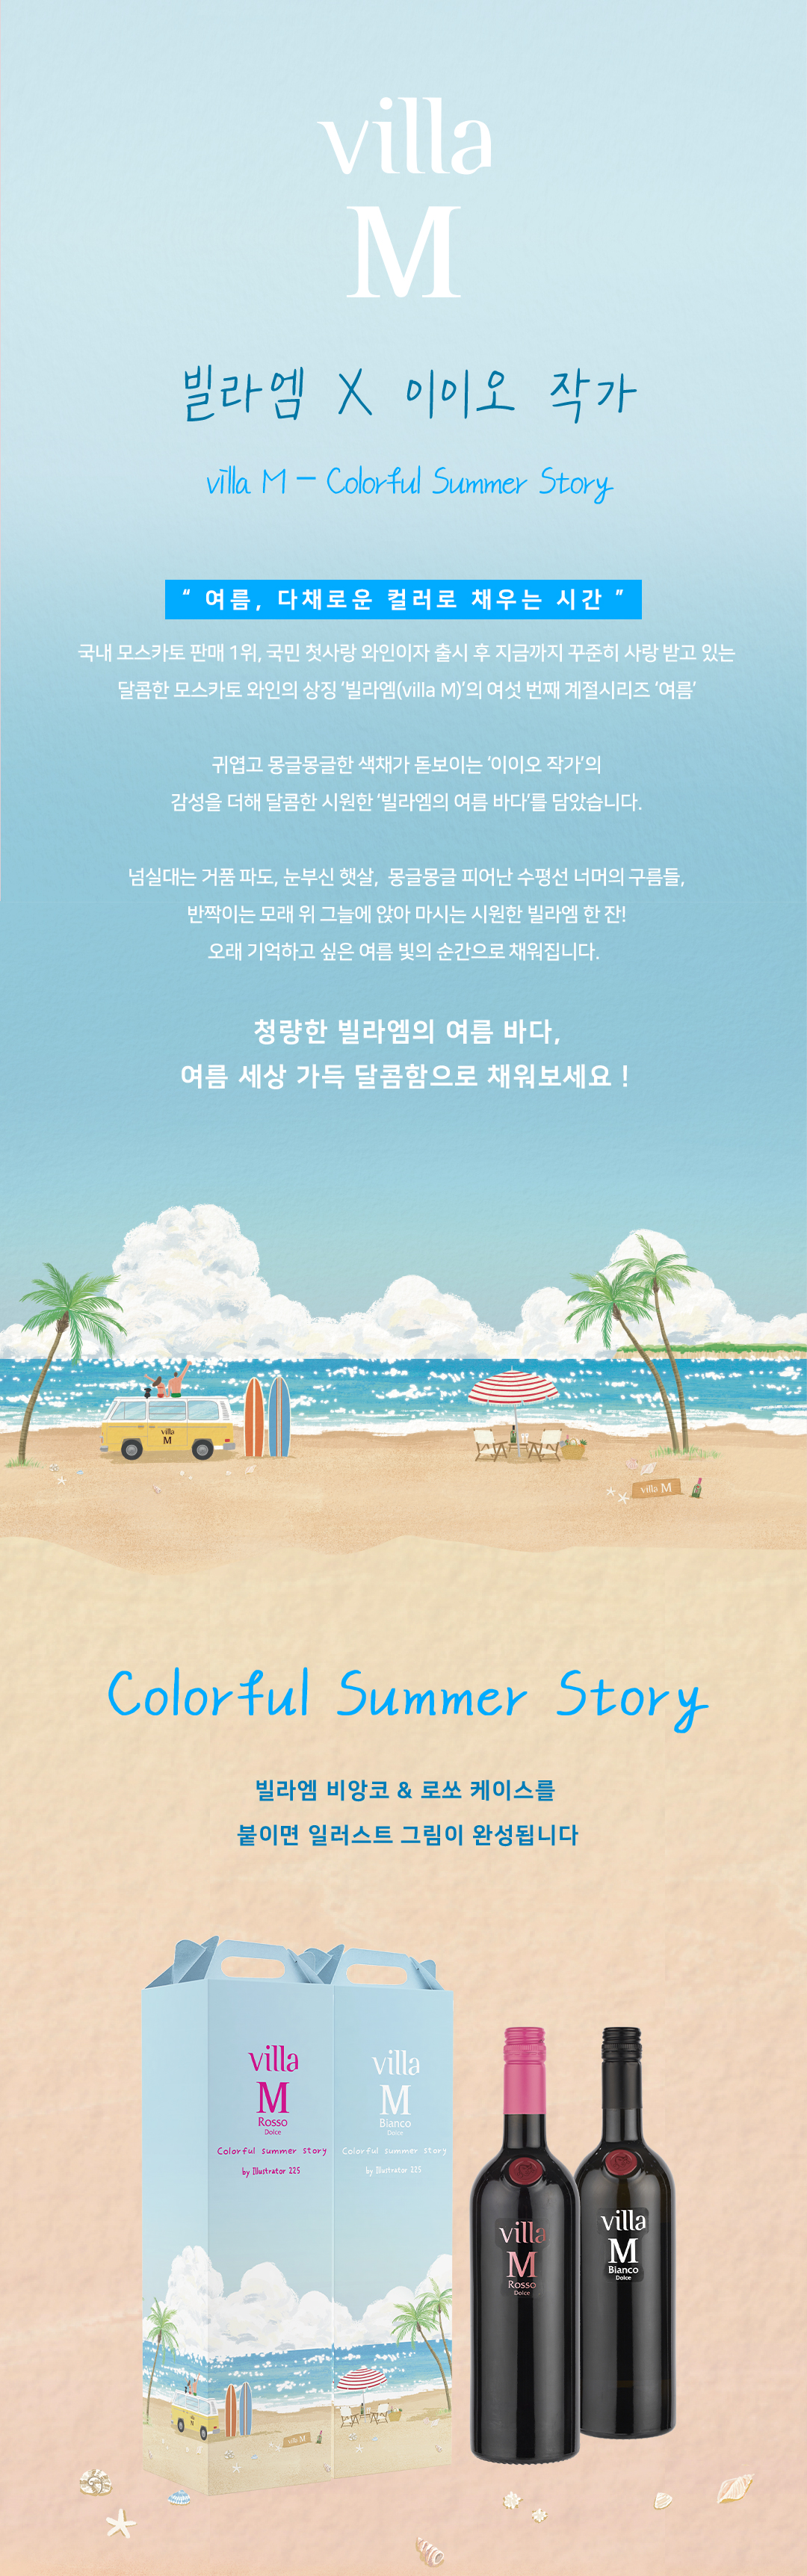 villa
M
빌라엠 X 이이오 작가
villa M - Colorful Summer Story
“ 여름, 다채로운 컬러로 채우는 시간 ”
국내 모스카토 판매 1위, 국민 첫사랑 와인이자 출시 후 지금까지 꾸준히 사랑 받고 있는
달콤한 모스카토 와인의 상징 ‘빌라엠(villa M)’의 여섯 번째 계절시리즈 ‘여름’
귀엽고 몽글몽글한 색채가 돋보이는 ‘이이오 작가’의
감성을 더해 달콤한 시원한 ‘빌라엠의 여름 바다’를 담았습니다.
넘실대는 거품 파도, 눈부신 햇살, 몽글몽글 피어난 수평선 너머의 구름들,
반짝이는 모래 위 그늘에 앉아 마시는 시원한 빌라엠 한 잔!
오래 기억하고 싶은 여름 빛의 순간으로 채워집니다.
청량한 빌라엠의 여름 바다,
여름 세상 가득 달콤함으로 채워보세요 !
villa
M
villa M
Colorful Summer Story
빌라엠 비앙코 & 로쏘 케이스를
붙이면 일러스트 그림이 완성됩니다
villa
M
Rosso
Dolce
Colorful summer story
by Illustrator 225
villa
M
Bianco
Dolce
Colorful summer story
by Illustrator 225
villa M
villa
M
Rosso
Dolce
villa
M
Bianco
Dolce